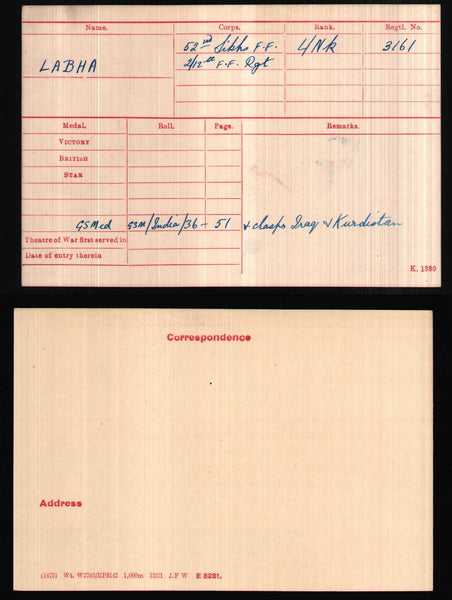 Name. Corps. Rank. Regtl. No.
LABHA 52nd Sikhs F.F. L/Nk 3161
2/12th F.F. Rgt
Medal. Roll. Page. Remarks.
VICTORY
BRITISH
STAR
GSMed GSM/India/36 - 51 & clasps Iraq & Kurdistan
Theatre of War first served in
Date of entry therein
K. 1380
Correspondence
Address
(1473) Wt. W2703/RP8142 1,000m 12/21 J.F W E 8281.